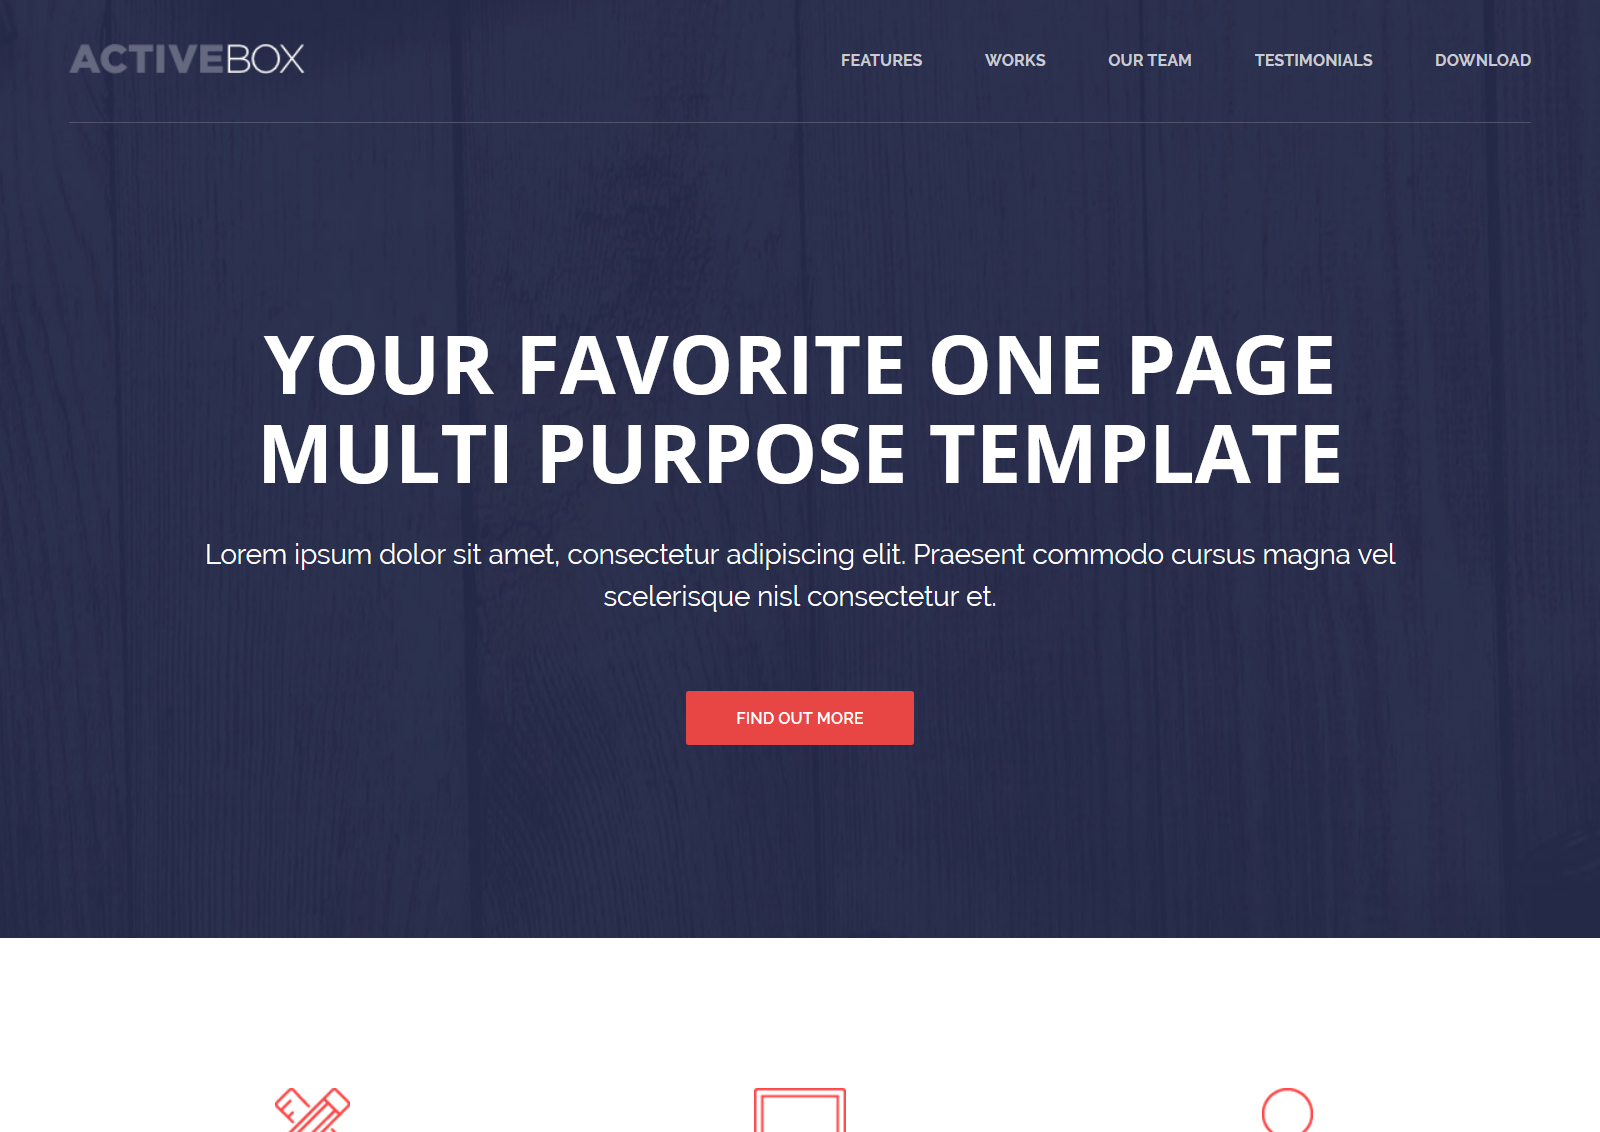 ACTIVEBOX
FEATURES WORKS OUR TEAM TESTIMONIALS DOWNLOAD
YOUR FAVORITE ONE PAGE
MULTI PURPOSE TEMPLATE
Lorem ipsum dolor sit amet, consectetur adipiscing elit. Praesent commodo cursus magna vel
scelerisque nisl consectetur et.
FIND OUT MORE